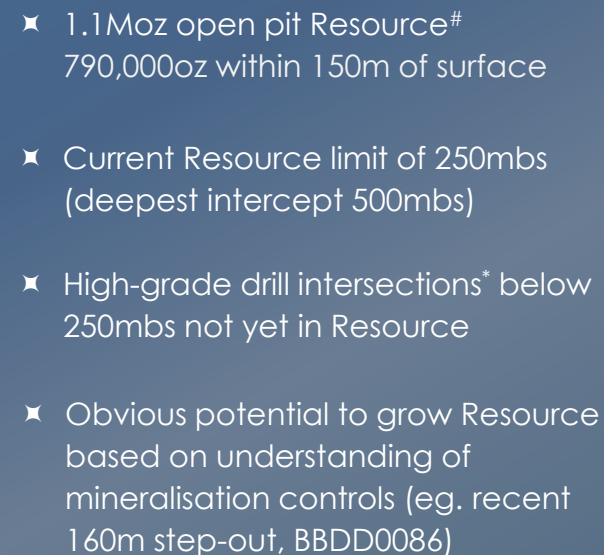 1.1Moz open pit Resource#
790,000oz within 150m of surface
Current Resource limit of 250mbs
(deepest intercept 500mbs)
High-grade drill intersections* below
250mbs not yet in Resource
Obvious potential to grow Resource
based on understanding of
mineralisation controls (eg. recent
160m step-out, BBDD0086)